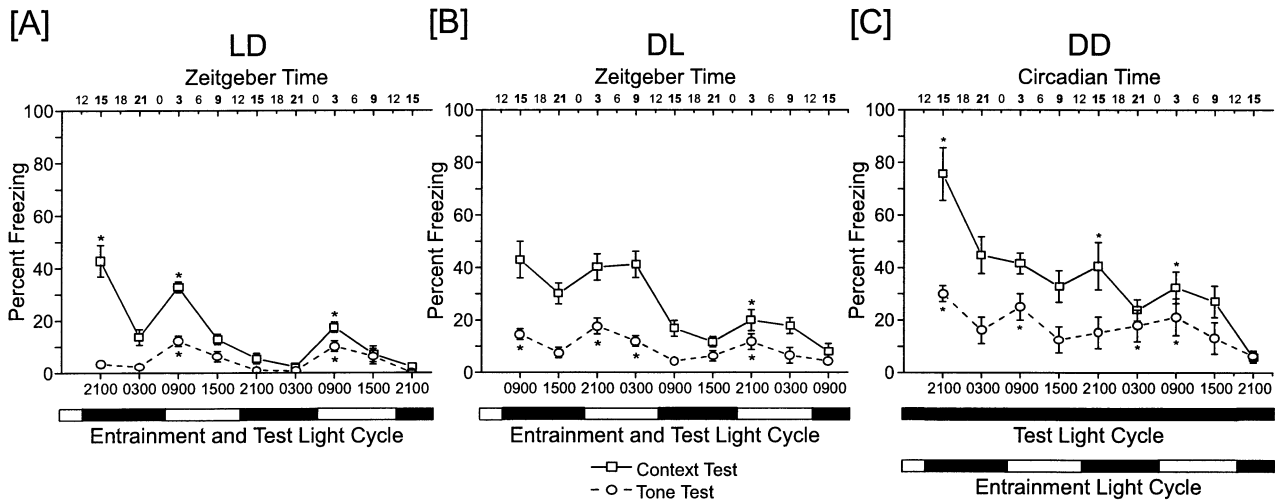 [A]
LD
Zeitgeber Time
12 15 18 21 0 3 6 9 12 15 18 21 0 3 6 9 12 15
100
80
60
40
20
0
Percent Freezing
* * *
* *
2100 0300 0900 1500 2100 0300 0900 1500 2100
Entrainment and Test Light Cycle
[B]
DL
Zeitgeber Time
12 15 18 21 0 3 6 9 12 15 18 21 0 3 6 9 12 15
100
80
60
40
20
0
Percent Freezing
*
* * * *
0900 1500 2100 0300 0900 1500 2100 0300 0900
Entrainment and Test Light Cycle
Context Test
Tone Test
[C]
DD
Circadian Time
12 15 18 21 0 3 6 9 12 15 18 21 0 3 6 9 12 15
100
80
60
40
20
0
Percent Freezing
* * *
* * * *
2100 0300 0900 1500 2100 0300 0900 1500 2100
Test Light Cycle
Entrainment Light Cycle